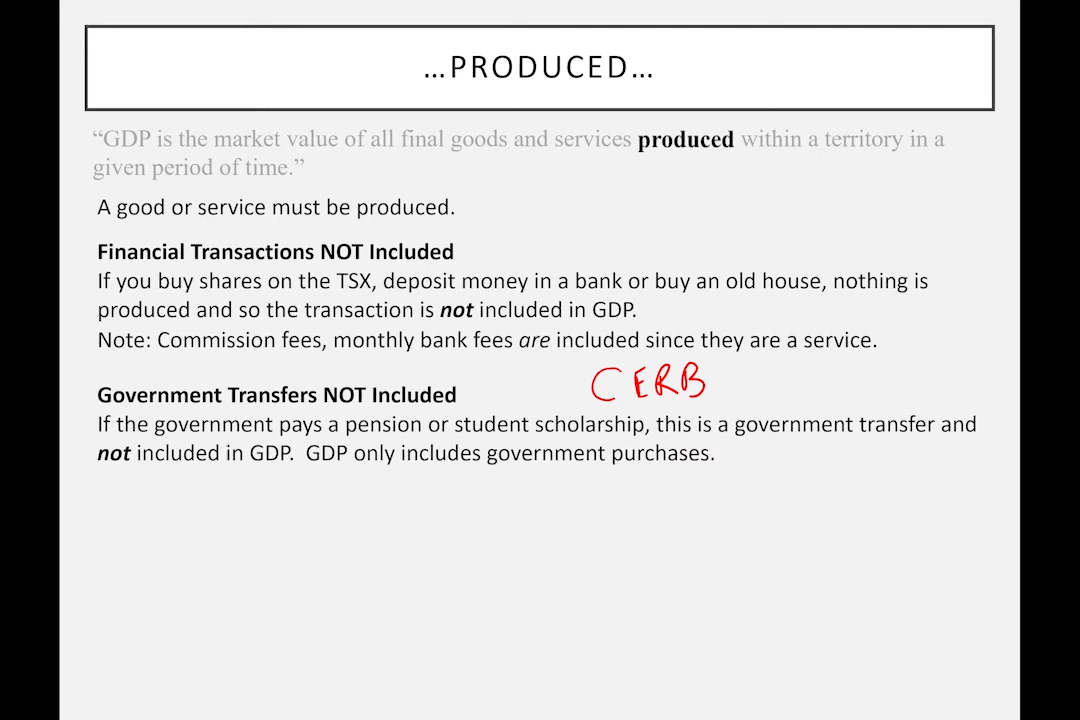 ...PRODUCED...
“GDP is the market value of all final goods and services produced within a territory in a
given period of time.”
A good or service must be produced.
Financial Transactions NOT Included
If you buy shares on the TSX, deposit money in a bank or buy an old house, nothing is
produced and so the transaction is not included in GDP.
Note: Commission fees, monthly bank fees are included since they are a service.
CERB
Government Transfers NOT Included
If the government pays a pension or student scholarship, this is a government transfer and
not included in GDP.  GDP only includes government purchases.